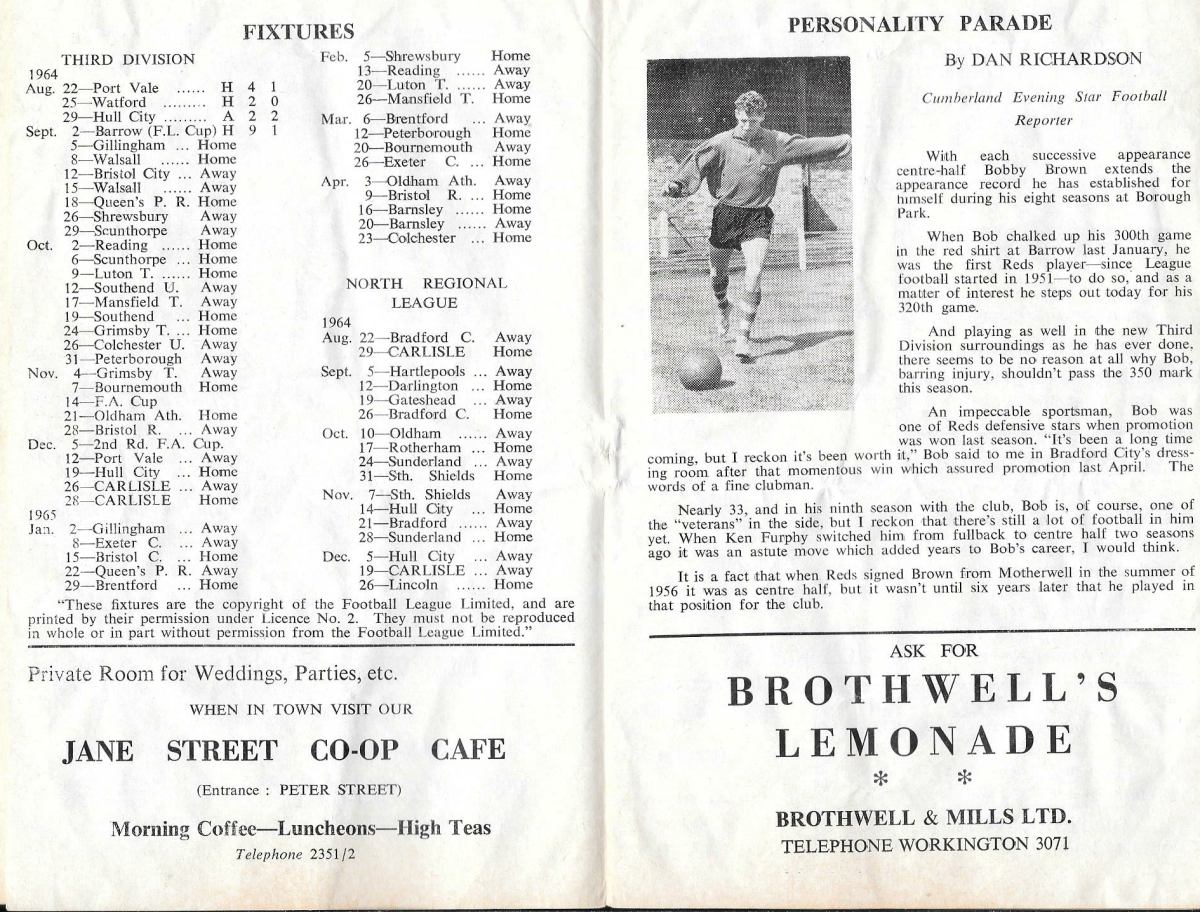 FIXTURES
THIRD DIVISION
1964
Aug. 22—Port Vale ...... H 4 1
25—Watford ......... H 2 0
29—Hull City ......... A 2 2
Sept. 2—Barrow (F.L. Cup) H 9 1
5—Gillingham ... Home
8—Walsall ...... Home
12—Bristol City ... Away
15—Walsall ...... Away
18—Queen's P. R. Home
26—Shrewsbury Away
29—Scunthorpe Away
Oct. 2—Reading ...... Home
6—Scunthorpe ... Home
9—Luton T. ...... Home
12—Southend U. Away
17—Mansfield T. Away
19—Southend ... Home
24—Grimsby T. ... Home
26—Colchester U. Away
31—Peterborough Away
Nov. 4—Grimsby T. Away
7—Bournemouth Home
14—F.A. Cup
21—Oldham Ath. Home
28—Bristol R. ... Away
Dec. 5—2nd Rd. F.A. Cup.
12—Port Vale ... Away
19—Hull City ... Home
26—CARLISLE ... Away
28—CARLISLE Home
1965
Jan. 2—Gillingham ... Away
8—Exeter C. ... Away
15—Bristol C. ... Home
22—Queen's P. R. Away
29—Brentford ... Home
Feb. 5—Shrewsbury Home
13—Reading ...... Away
20—Luton T. ...... Away
26—Mansfield T. Home
Mar. 6—Brentford ... Away
12—Peterborough Home
20—Bournemouth Away
26—Exeter C. ... Home
Apr. 3—Oldham Ath. Away
9—Bristol R. ... Home
16—Barnsley ...... Home
20—Barnsley ...... Away
23—Colchester ... Home
NORTH REGIONAL
LEAGUE
1964
Aug. 22—Bradford C. Away
29—CARLISLE Home
Sept. 5—Hartlepools ... Away
12—Darlington ... Home
19—Gateshead ... Away
26—Bradford C. Home
Oct. 10—Oldham ...... Away
17—Rotherham ... Home
24—Sunderland ... Away
31—Sth. Shields Home
Nov. 7—Sth. Shields Away
14—Hull City ... Home
21—Bradford ...... Away
28—Sunderland ... Home
Dec. 5—Hull City ... Away
19—CARLISLE ... Away
26—Lincoln ...... Home
"These fixtures are the copyright of the Football League Limited, and are
printed by their permission under Licence No. 2. They must not be reproduced
in whole or in part without permission from the Football League Limited."
Private Room for Weddings, Parties, etc.
WHEN IN TOWN VISIT OUR
JANE STREET CO-OP CAFE
(Entrance : PETER STREET)
Morning Coffee—Luncheons—High Teas
Telephone 2351/2
PERSONALITY PARADE
By DAN RICHARDSON
Cumberland Evening Star Football
Reporter
With each successive appearance
centre-half Bobby Brown extends the
appearance record he has established for
himself during his eight seasons at Borough
Park.
When Bob chalked up his 300th game
in the red shirt at Barrow last January, he
was the first Reds player—since League
football started in 1951—to do so, and as a
matter of interest he steps out today for his
320th game.
And playing as well in the new Third
Division surroundings as he has ever done,
there seems to be no reason at all why Bob,
barring injury, shouldn't pass the 350 mark
this season.
An impeccable sportsman, Bob was
one of Reds defensive stars when promotion
was won last season. "It's been a long time
coming, but I reckon it's been worth it," Bob said to me in Bradford City's dress-
ing room after that momentous win which assured promotion last April. The
words of a fine clubman.
Nearly 33, and in his ninth season with the club, Bob is, of course, one of
the "veterans" in the side, but I reckon that there's still a lot of football in him
yet. When Ken Furphy switched him from fullback to centre half two seasons
ago it was an astute move which added years to Bob's career, I would think.
It is a fact that when Reds signed Brown from Motherwell in the summer of
1956 it was as centre half, but it wasn't until six years later that he played in
that position for the club.
ASK FOR
BROTHWELL'S
LEMONADE
* *
BROTHWELL & MILLS LTD.
TELEPHONE WORKINGTON 3071